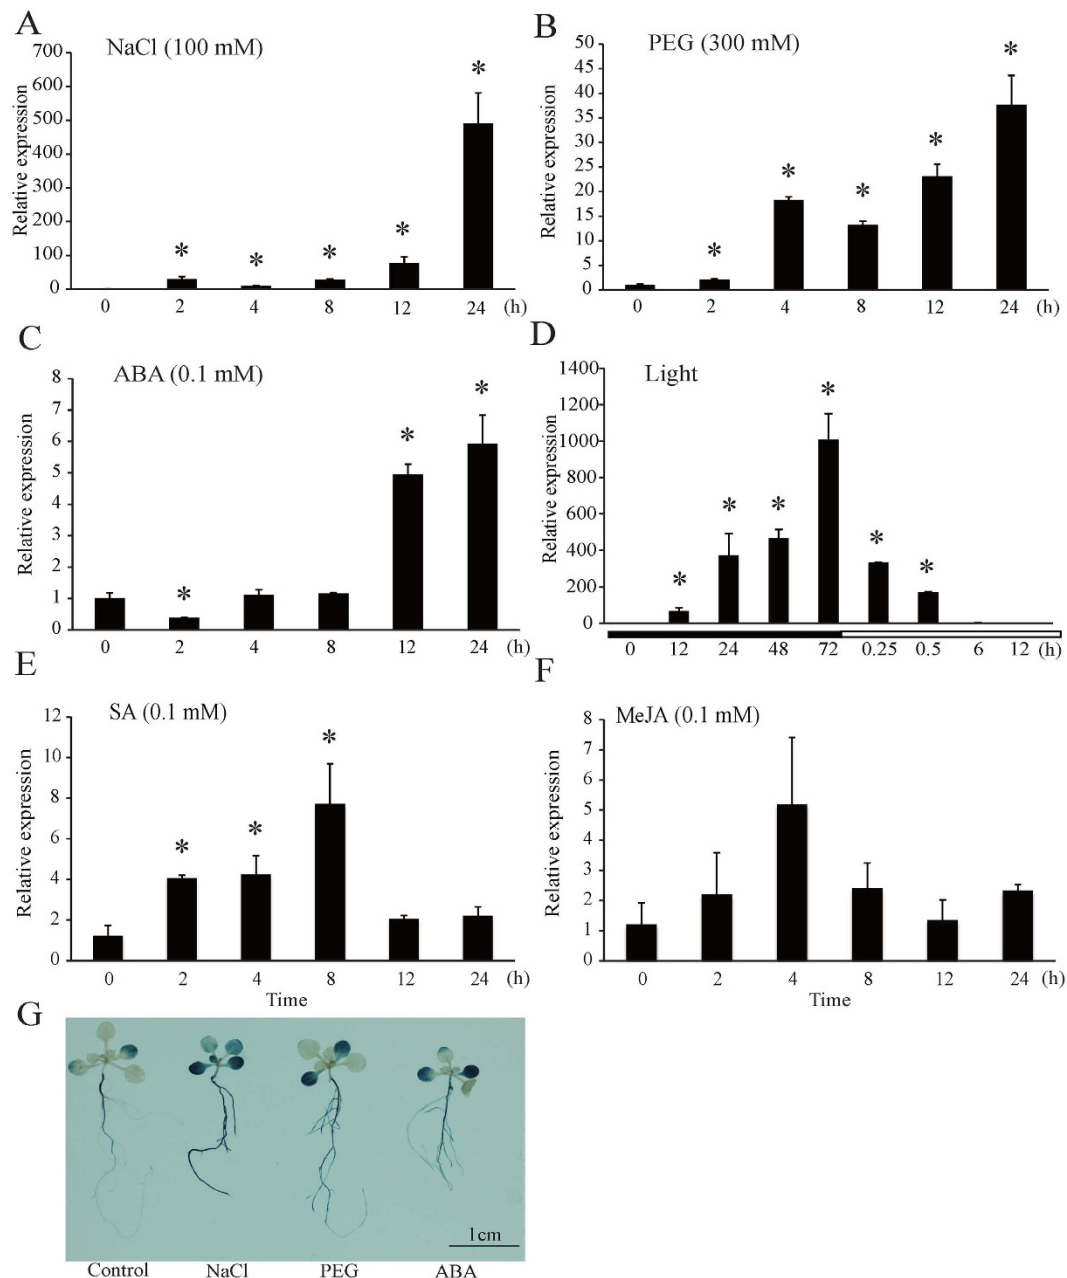 A
NaCl (100 mM)
Relative expression
700
600
500
400
300
200
100
0
*
*
*
*
*
0 2 4 8 12 24 (h)
B
PEG (300 mM)
Relative expression
50
45
40
35
30
25
20
15
10
5
0
*
*
*
*
*
0 2 4 8 12 24 (h)
C
ABA (0.1 mM)
Relative expression
8
7
6
5
4
3
2
1
0
*
*
*
0 2 4 8 12 24 (h)
D
Light
Relative expression
1400
1200
1000
800
600
400
200
0
*
*
*
*
*
*
0 12 24 48 72 0.25 0.5 6 12 (h)
E
SA (0.1 mM)
Relative expression
12
10
8
6
4
2
0
*
*
*
0 2 4 8 12 24 (h)
Time
F
MeJA (0.1 mM)
Relative expression
8
7
6
5
4
3
2
1
0
0 2 4 8 12 24 (h)
Time
G
1cm
Control NaCl PEG ABA